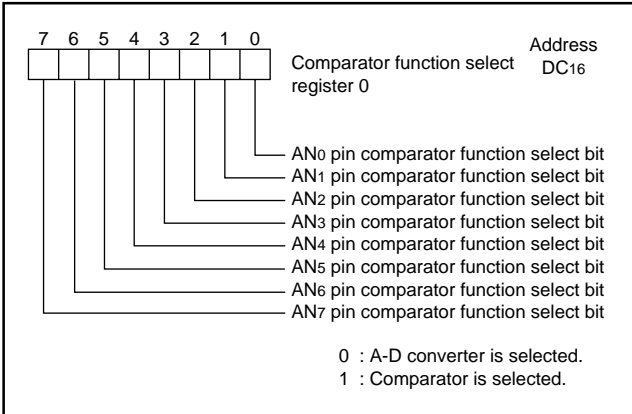 7 6 5 4 3 2 1 0
Comparator function select
register 0
Address
DC16
AN0 pin comparator function select bit
AN1 pin comparator function select bit
AN2 pin comparator function select bit
AN3 pin comparator function select bit
AN4 pin comparator function select bit
AN5 pin comparator function select bit
AN6 pin comparator function select bit
AN7 pin comparator function select bit
0 : A-D converter is selected.
1 : Comparator is selected.